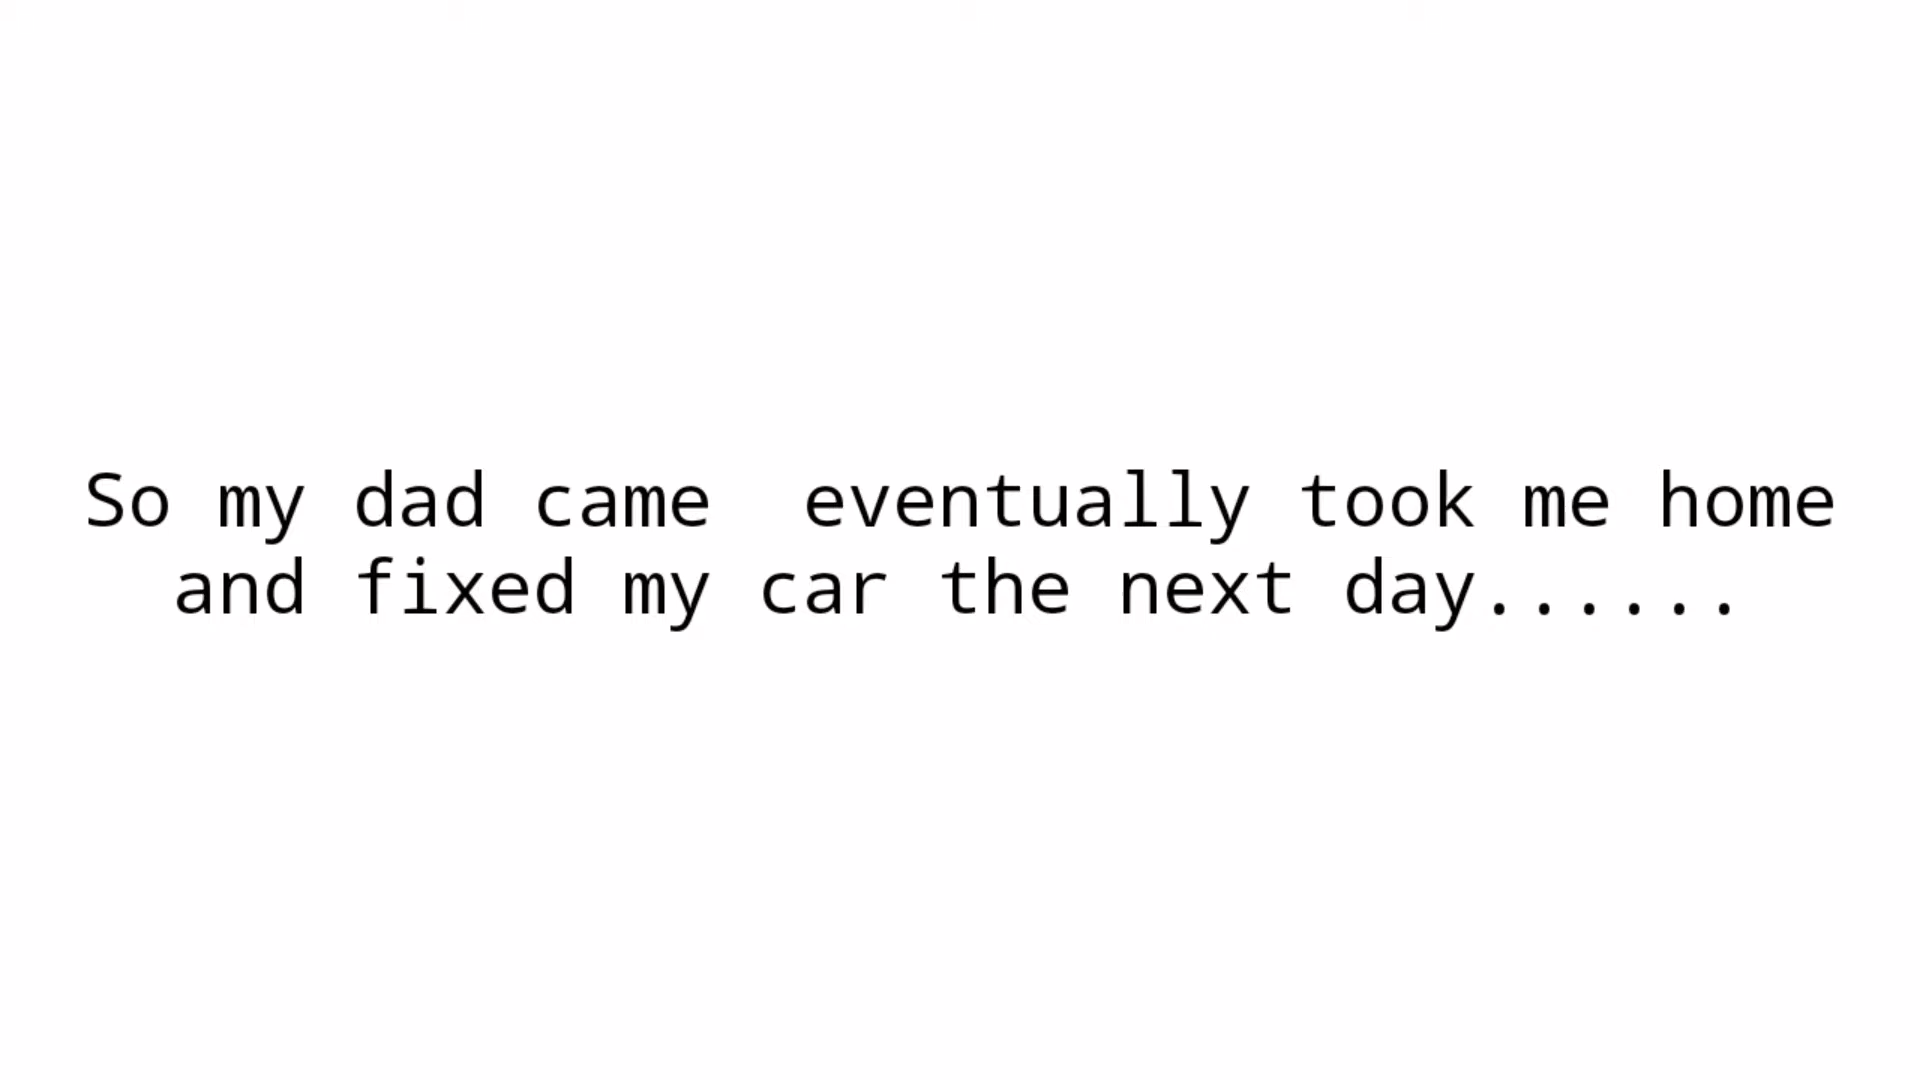 So my dad came  eventually took me home
and fixed my car the next day......